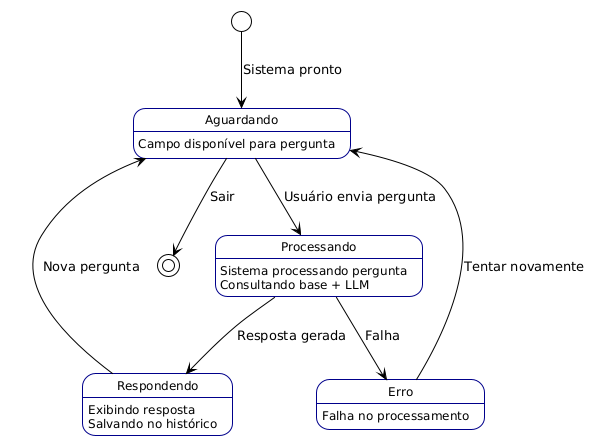 Sistema pronto
Aguardando
Campo disponível para pergunta
Sair
Usuário envia pergunta
Processando
Sistema processando pergunta
Consultando base + LLM
Nova pergunta
Tentar novamente
Resposta gerada
Falha
Respondendo
Exibindo resposta
Salvando no histórico
Erro
Falha no processamento